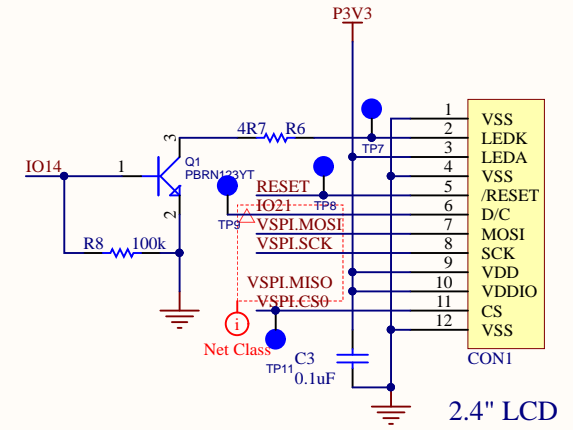 P3V3
4R7 R6
3
Q1
PBRN123YT
IO14
1
2
R8 100k
TP7
RESET
TP8
IO21
TP9
VSPI.MOSI
VSPI.SCK
VSPI.MISO
VSPI.CS0
i
Net Class
TP11
C3
0.1uF
1 VSS
2 LEDK
3 LEDA
4 VSS
5 /RESET
6 D/C
7 MOSI
8 SCK
9 VDD
10 VDDIO
11 CS
12 VSS
CON1
2.4" LCD